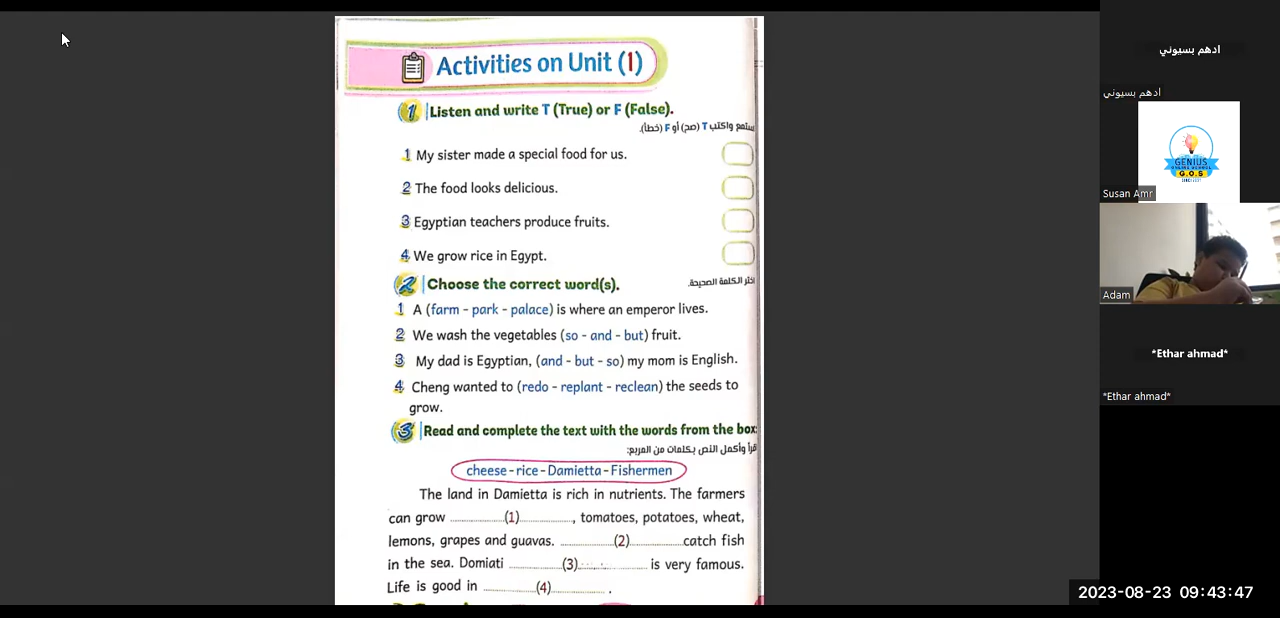 Activities on Unit (1)
1 Listen and write T (True) or F (False).
ستمع واكتب T (صح) أو F (خطأ).
1 My sister made a special food for us.
2 The food looks delicious.
3 Egyptian teachers produce fruits.
4 We grow rice in Egypt.
2 Choose the correct word(s).
اختر الكلمة الصحيحة.
1 A (farm - park - palace) is where an emperor lives.
2 We wash the vegetables (so - and - but) fruit.
3 My dad is Egyptian, (and - but - so) my mom is English.
4 Cheng wanted to (redo - replant - reclean) the seeds to
grow.
3 Read and complete the text with the words from the box:
قرأ وأكمل النص بكلمات من المربع:
cheese - rice - Damietta - Fishermen
The land in Damietta is rich in nutrients. The farmers
can grow ...............(1)..............., tomatoes, potatoes, wheat,
lemons, grapes and guavas. ...............(2)...............catch fish
in the sea. Domiati ...............(3)............... is very famous.
Life is good in ...............(4)............... .
ادهم بسيوني
ادهم بسيوني
GENIUS
ONLINE SCHOOL
G.O.S
Susan Amr
Adam
*Ethar ahmad*
*Ethar ahmad*
2023-08-23 09:43:47